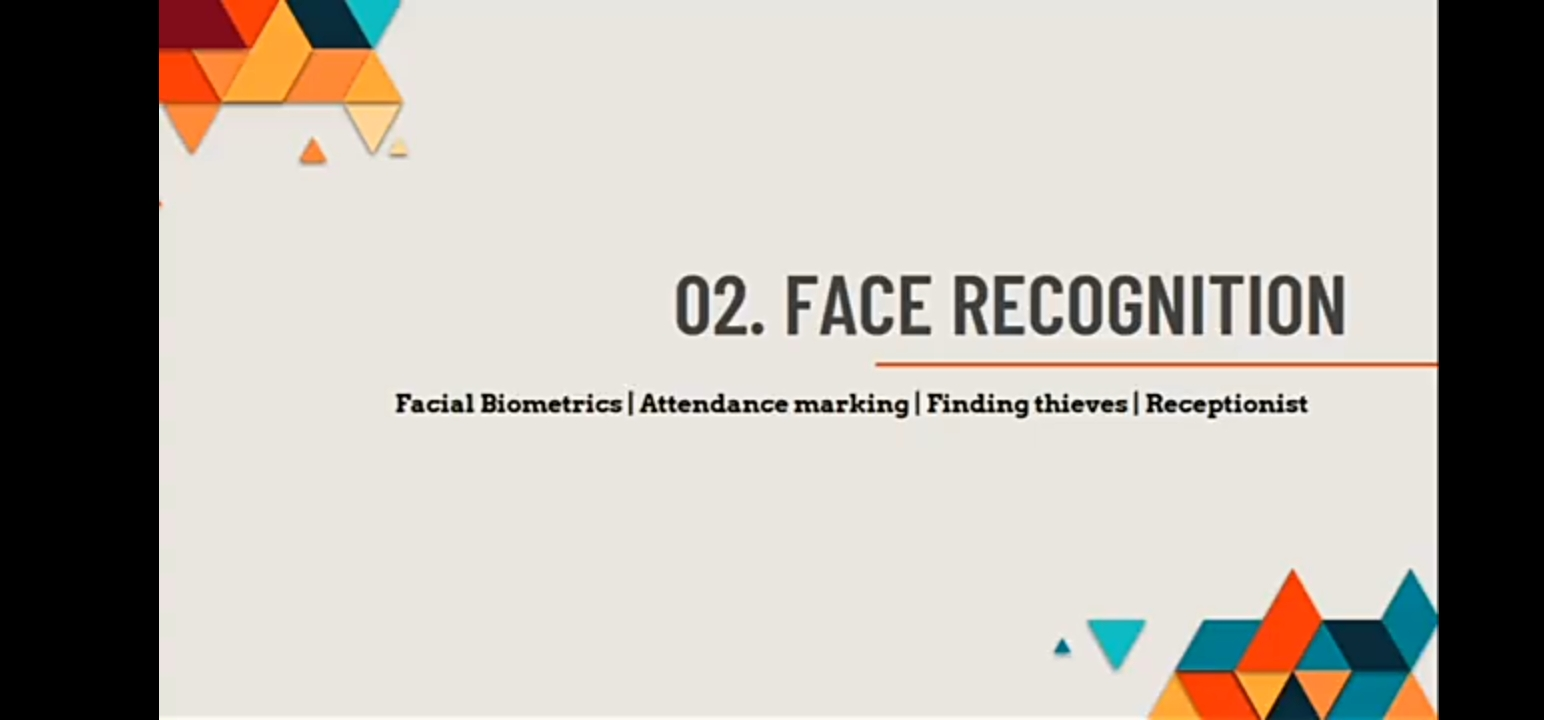 02. FACE RECOGNITION
Facial Biometrics | Attendance marking | Finding thieves | Receptionist